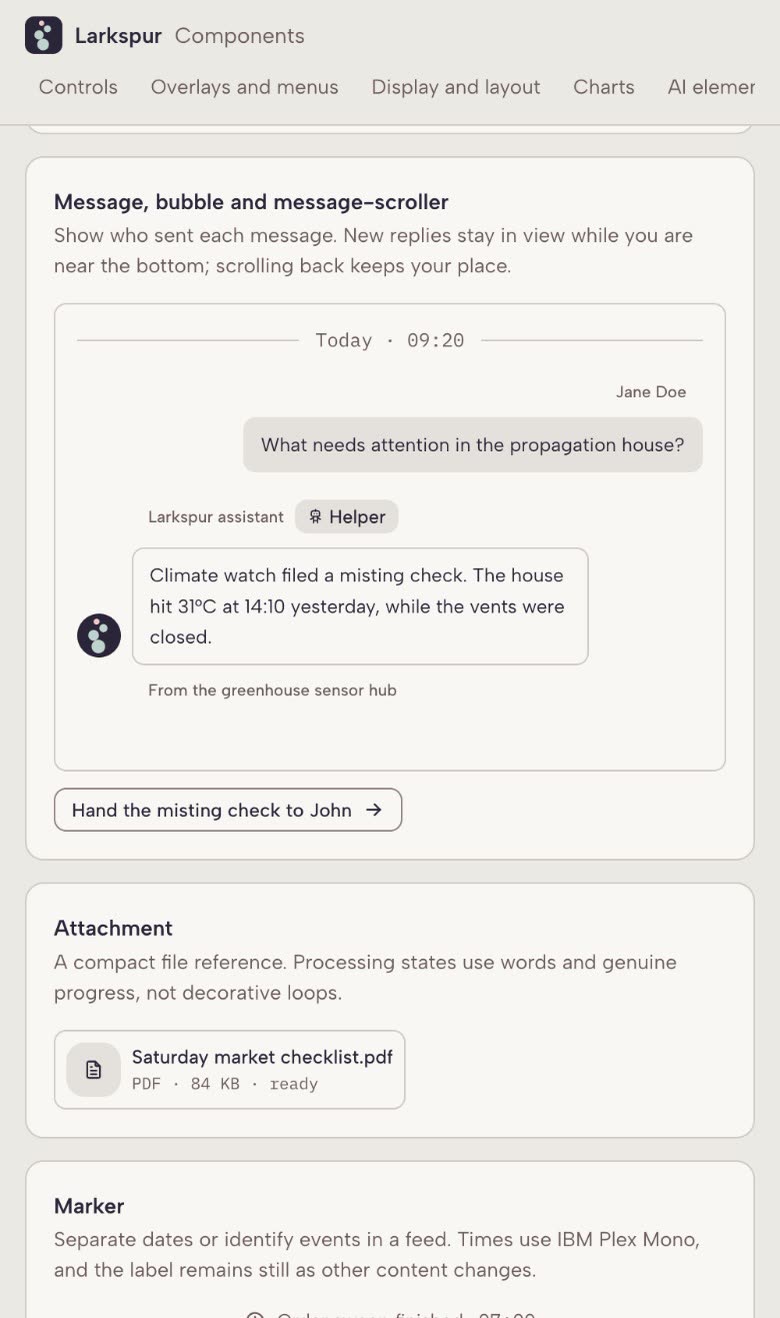 Larkspur Components
Controls Overlays and menus Display and layout Charts AI elemer
Message, bubble and message-scroller
Show who sent each message. New replies stay in view while you are
near the bottom; scrolling back keeps your place.
Today · 09:20
Jane Doe
What needs attention in the propagation house?
Larkspur assistant Helper
Climate watch filed a misting check. The house
hit 31°C at 14:10 yesterday, while the vents were
closed.
From the greenhouse sensor hub
Hand the misting check to John →
Attachment
A compact file reference. Processing states use words and genuine
progress, not decorative loops.
Saturday market checklist.pdf
PDF · 84 KB · ready
Marker
Separate dates or identify events in a feed. Times use IBM Plex Mono,
and the label remains still as other content changes.